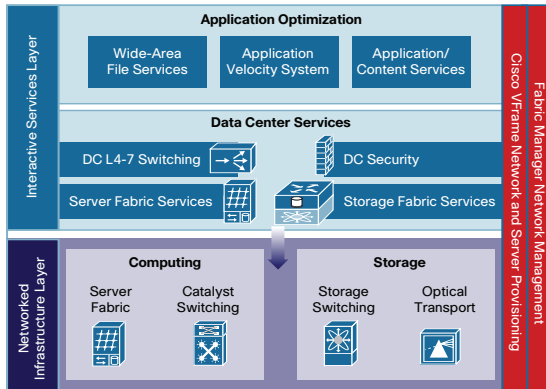 Application Optimization
Wide-Area
File Services
Application
Velocity System
Application/
Content Services
Interactive Services Layer
Data Center Services
DC L4-7 Switching
DC Security
Server Fabric Services
Storage Fabric Services
Networked
Infrastructure Layer
Computing
Server
Fabric
Catalyst
Switching
Storage
Storage
Switching
Optical
Transport
Cisco VFrame Network and Server Provisioning
Fabric Manager Network Management